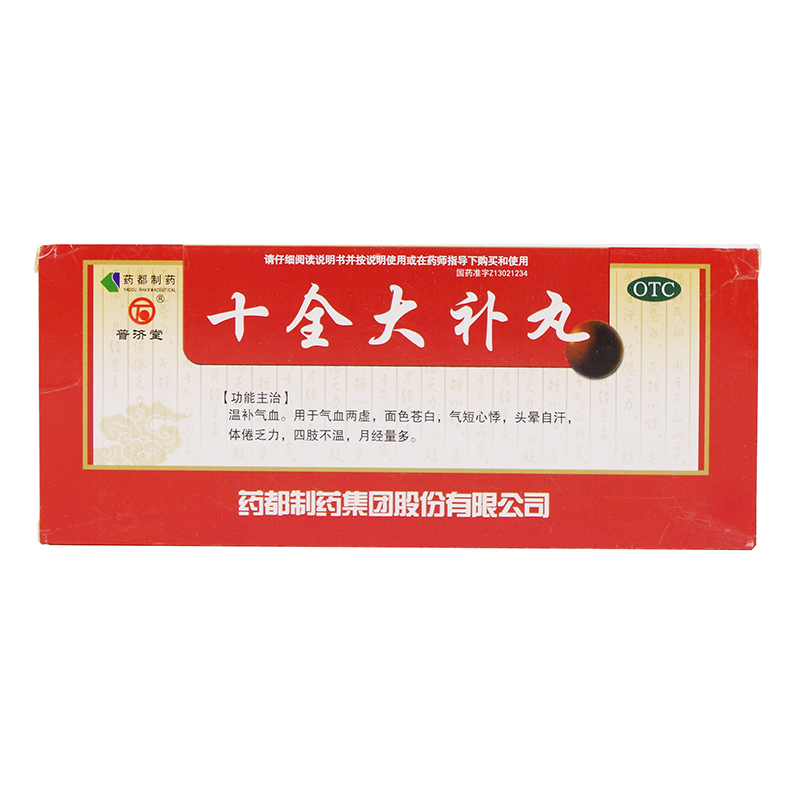 请仔细阅读说明书并按说明使用或在药师指导下购买和使用
国药准字Z13021234
药都制药
YAODU PHARMACEUTICAL
®
普济堂
十全大补丸
OTC
【功能主治】
温补气血。用于气血两虚，面色苍白，气短心悸，头晕自汗，
体倦乏力，四肢不温，月经量多。
药都制药集团股份有限公司